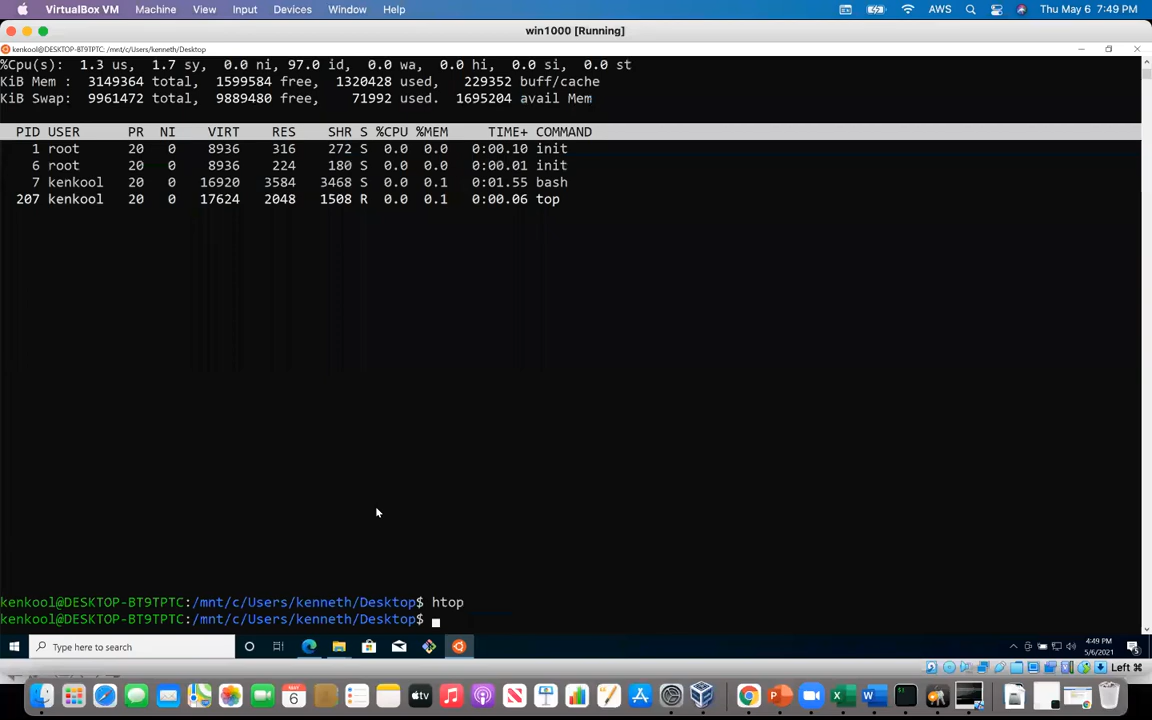 VirtualBox VM Machine View Input Devices Window Help AWS Thu May 6 7:49 PM
win1000 [Running]
kenkool@DESKTOP-BT9TPTC: /mnt/c/Users/kenneth/Desktop
%Cpu(s): 1.3 us, 1.7 sy, 0.0 ni, 97.0 id, 0.0 wa, 0.0 hi, 0.0 si, 0.0 st
KiB Mem : 3149364 total, 1599584 free, 1320428 used, 229352 buff/cache
KiB Swap: 9961472 total, 9889480 free, 71992 used. 1695204 avail Mem
PID USER PR NI VIRT RES SHR S %CPU %MEM TIME+ COMMAND
1 root 20 0 8936 316 272 S 0.0 0.0 0:00.10 init
6 root 20 0 8936 224 180 S 0.0 0.0 0:00.01 init
7 kenkool 20 0 16920 3584 3468 S 0.0 0.1 0:01.55 bash
207 kenkool 20 0 17624 2048 1508 R 0.0 0.1 0:00.06 top
kenkool@DESKTOP-BT9TPTC:/mnt/c/Users/kenneth/Desktop$ htop
kenkool@DESKTOP-BT9TPTC:/mnt/c/Users/kenneth/Desktop$
Type here to search
4:49 PM
5/6/2021
Left ⌘